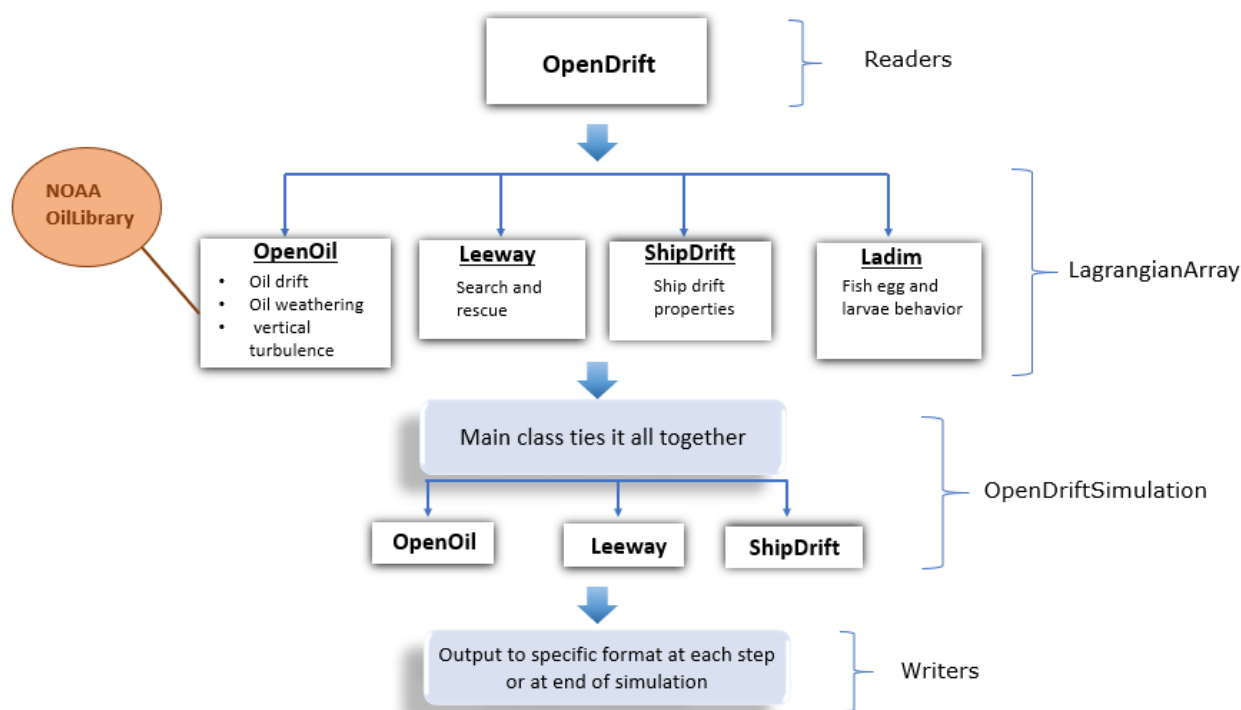 OpenDrift
Readers
NOAA
OilLibrary
OpenOil
• Oil drift
• Oil weathering
• vertical
turbulence
Leeway
Search and
rescue
ShipDrift
Ship drift
properties
Ladim
Fish egg and
larvae behavior
LagrangianArray
Main class ties it all together
OpenOil
Leeway
ShipDrift
OpenDriftSimulation
Output to specific format at each step
or at end of simulation
Writers